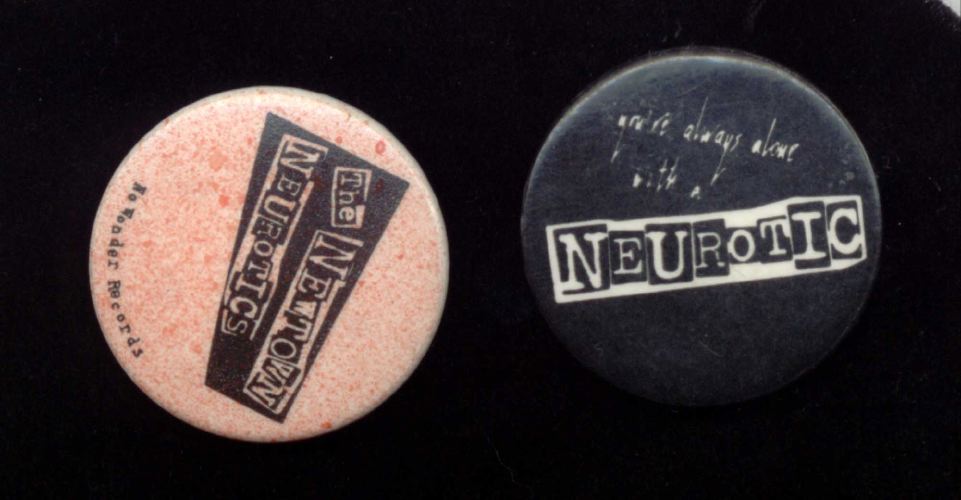 The NEWTOWN
NEUROTICS
No Wonder Records
you're always alone
with a
NEUROTIC